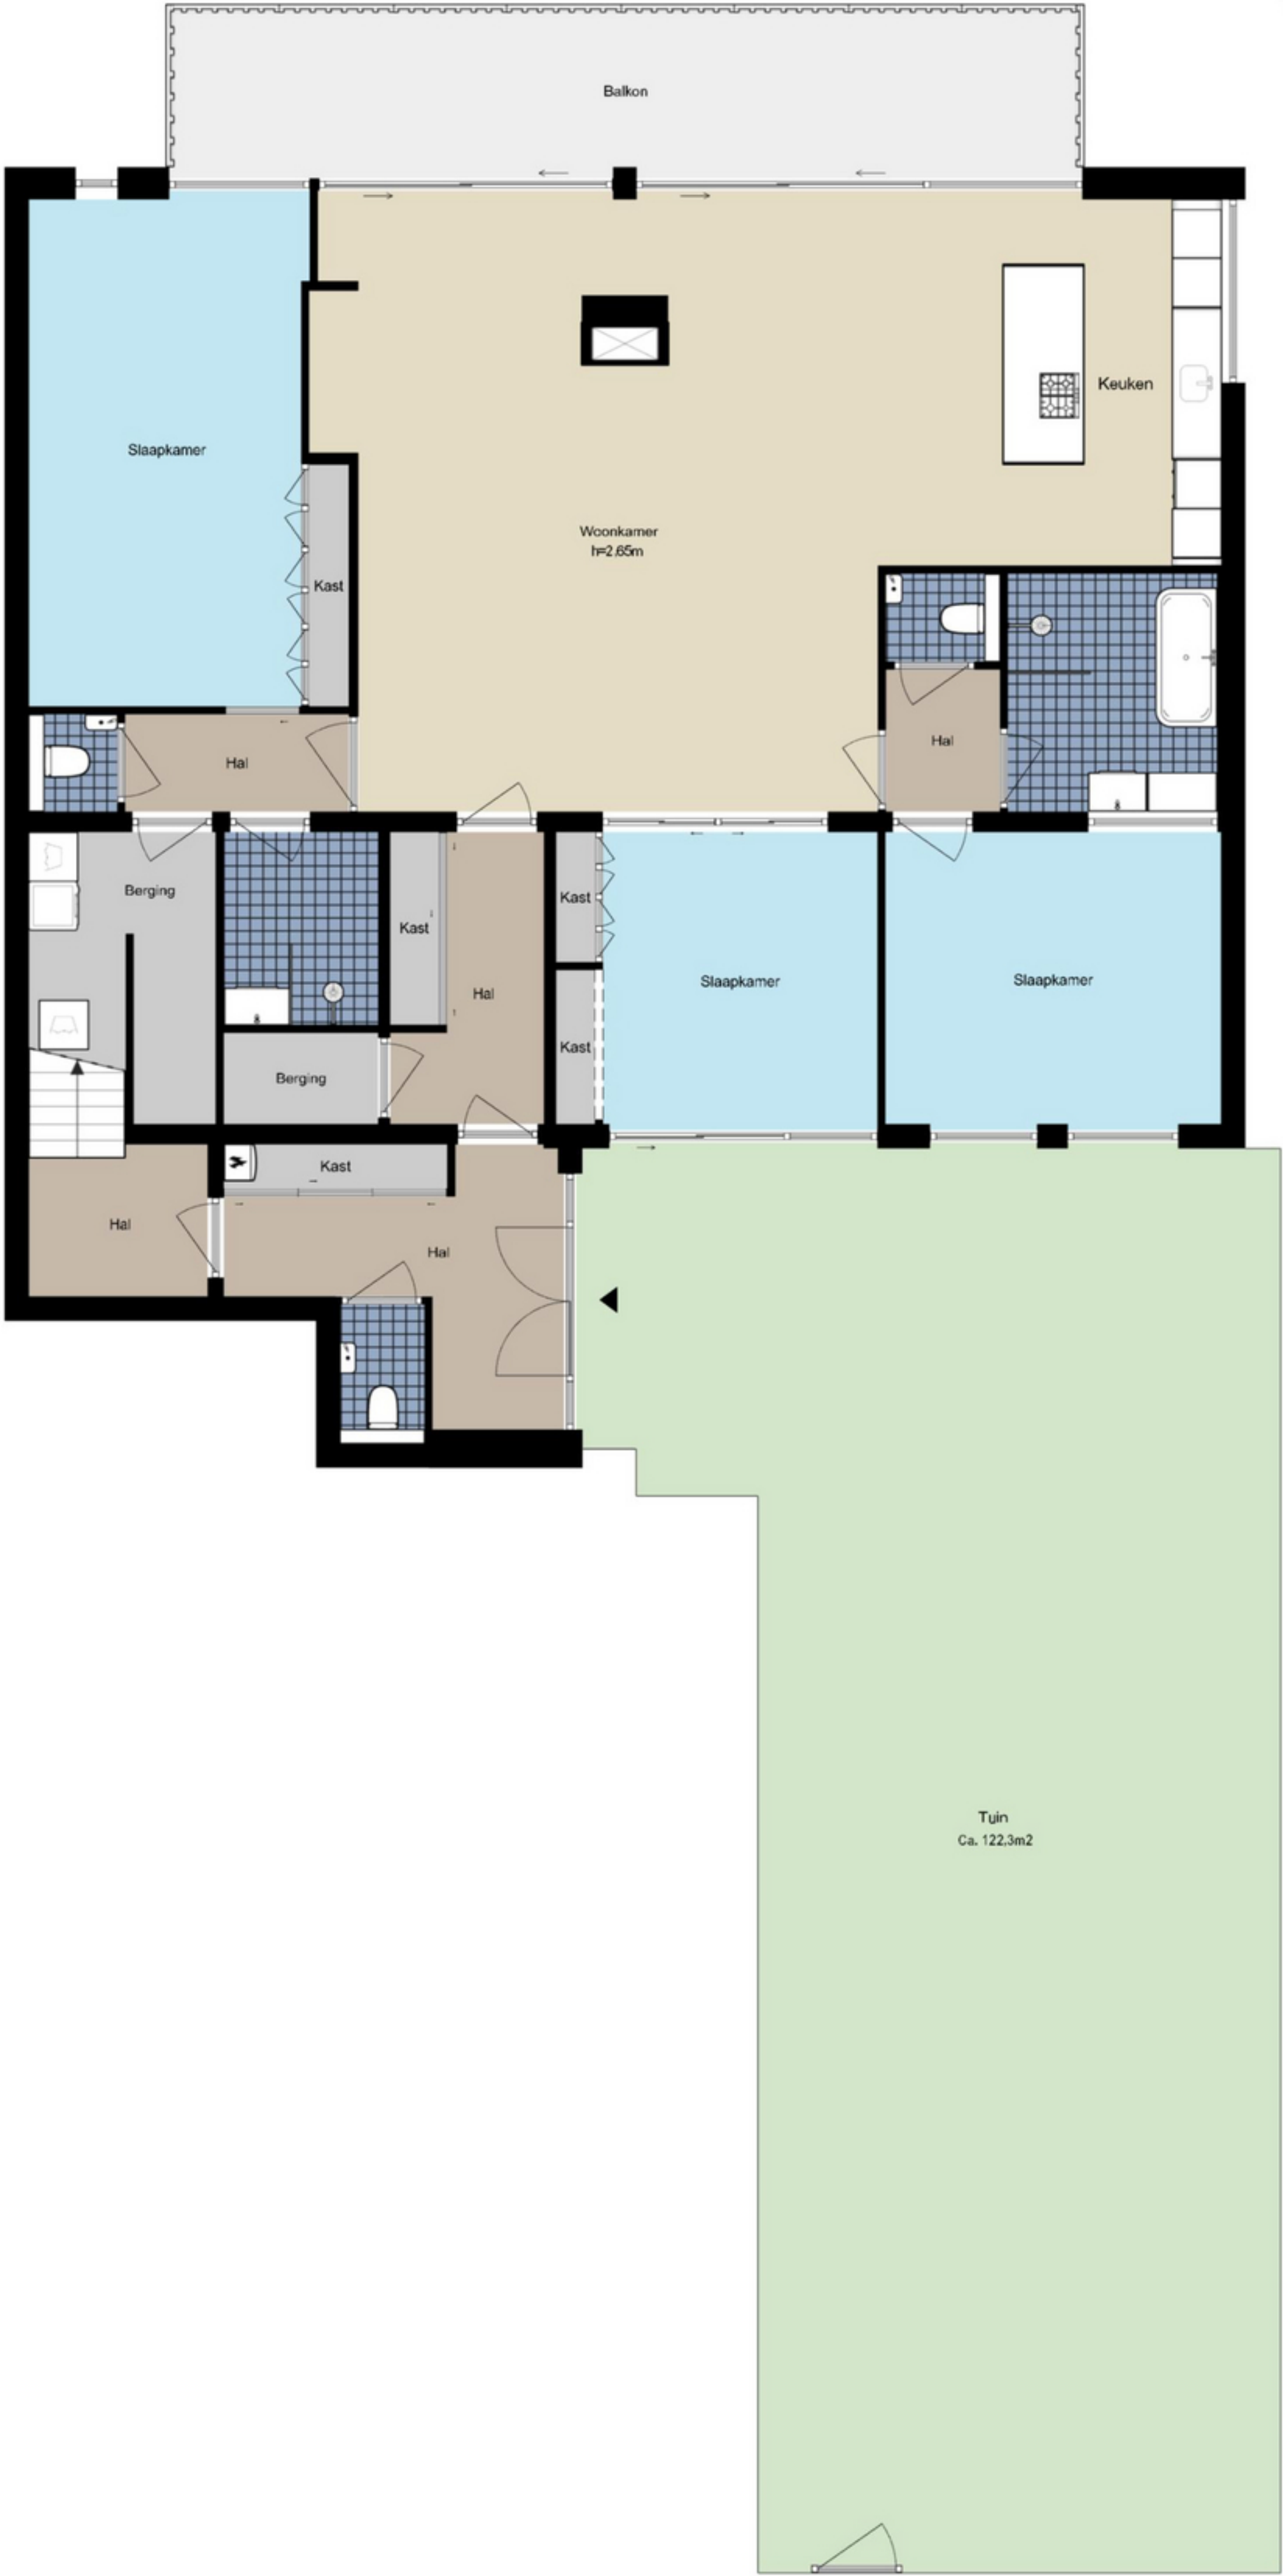 Balkon
Keuken
Slaapkamer
Woonkamer
h=2.65m
Kast
Hal
Hal
Berging
Kast
Kast
Slaapkamer
Slaapkamer
Hal
Kast
Berging
Kast
Hal
Hal
Tuin
Ca. 122,3m2